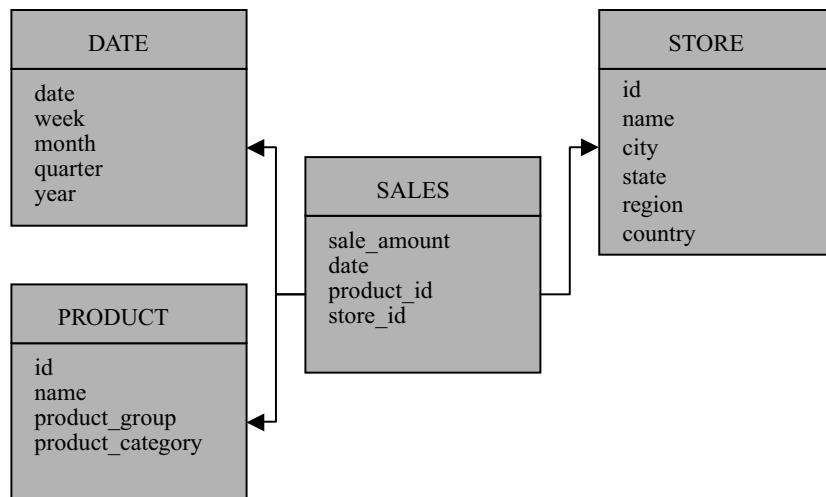 DATE
date
week
month
quarter
year
STORE
id
name
city
state
region
country
SALES
sale_amount
date
product_id
store_id
PRODUCT
id
name
product_group
product_category